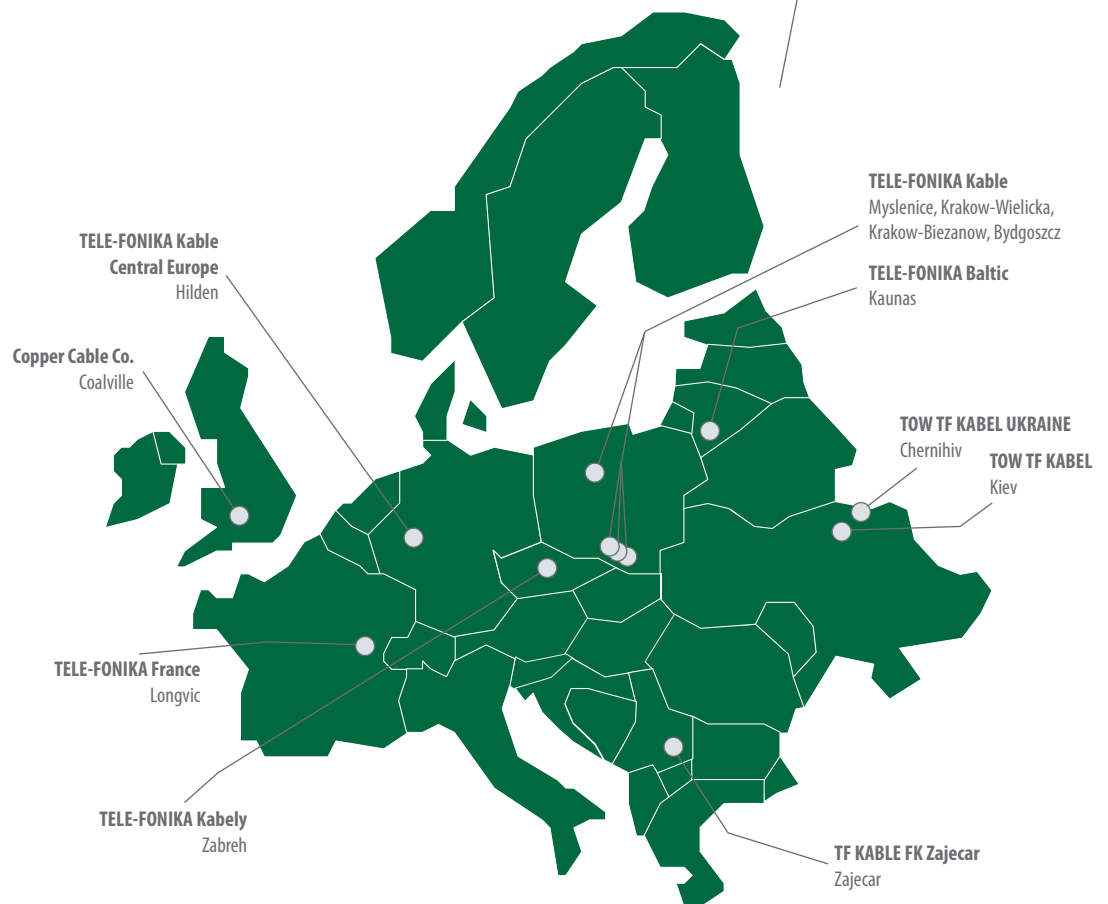 TELE-FONIKA Kable
Myslenice, Krakow-Wielicka,
Krakow-Biezanow, Bydgoszcz
TELE-FONIKA Kable
Central Europe
Hilden
TELE-FONIKA Baltic
Kaunas
Copper Cable Co.
Coalville
TOW TF KABEL UKRAINE
Chernihiv
TOW TF KABEL
Kiev
TELE-FONIKA France
Longvic
TELE-FONIKA Kabely
Zabreh
TF KABLE FK Zajecar
Zajecar